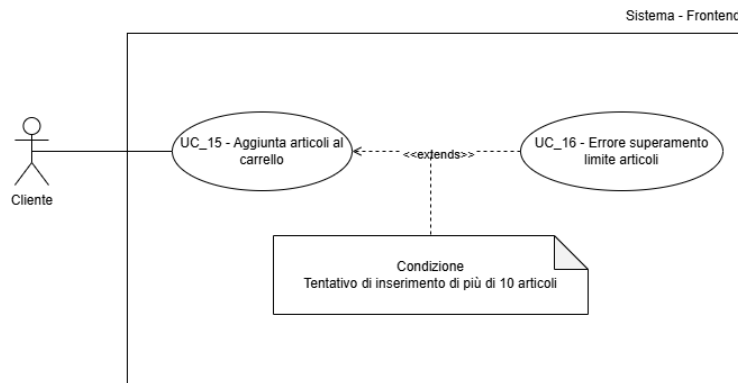 Sistema - Frontend
UC_15 - Aggiunta articoli al
carrello
<<extends>>
UC_16 - Errore superamento
limite articoli
Cliente
Condizione
Tentativo di inserimento di più di 10 articoli